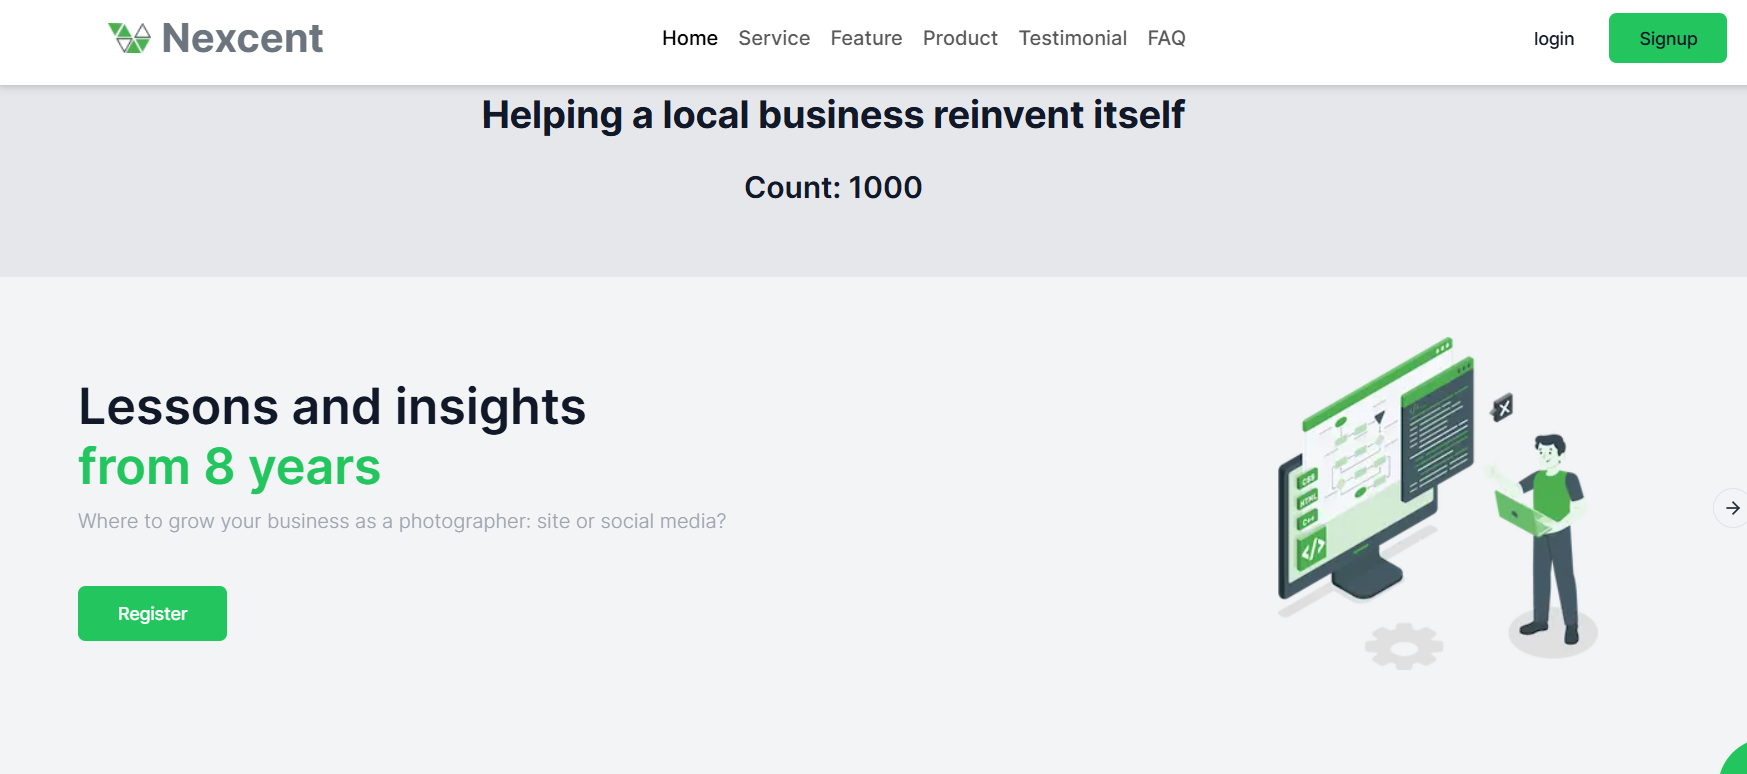 Nexcent
Home Service Feature Product Testimonial FAQ
login
Signup
Helping a local business reinvent itself
Count: 1000
Lessons and insights
from 8 years
Where to grow your business as a photographer: site or social media?
Register
CSS
HTML
C++
</>
X